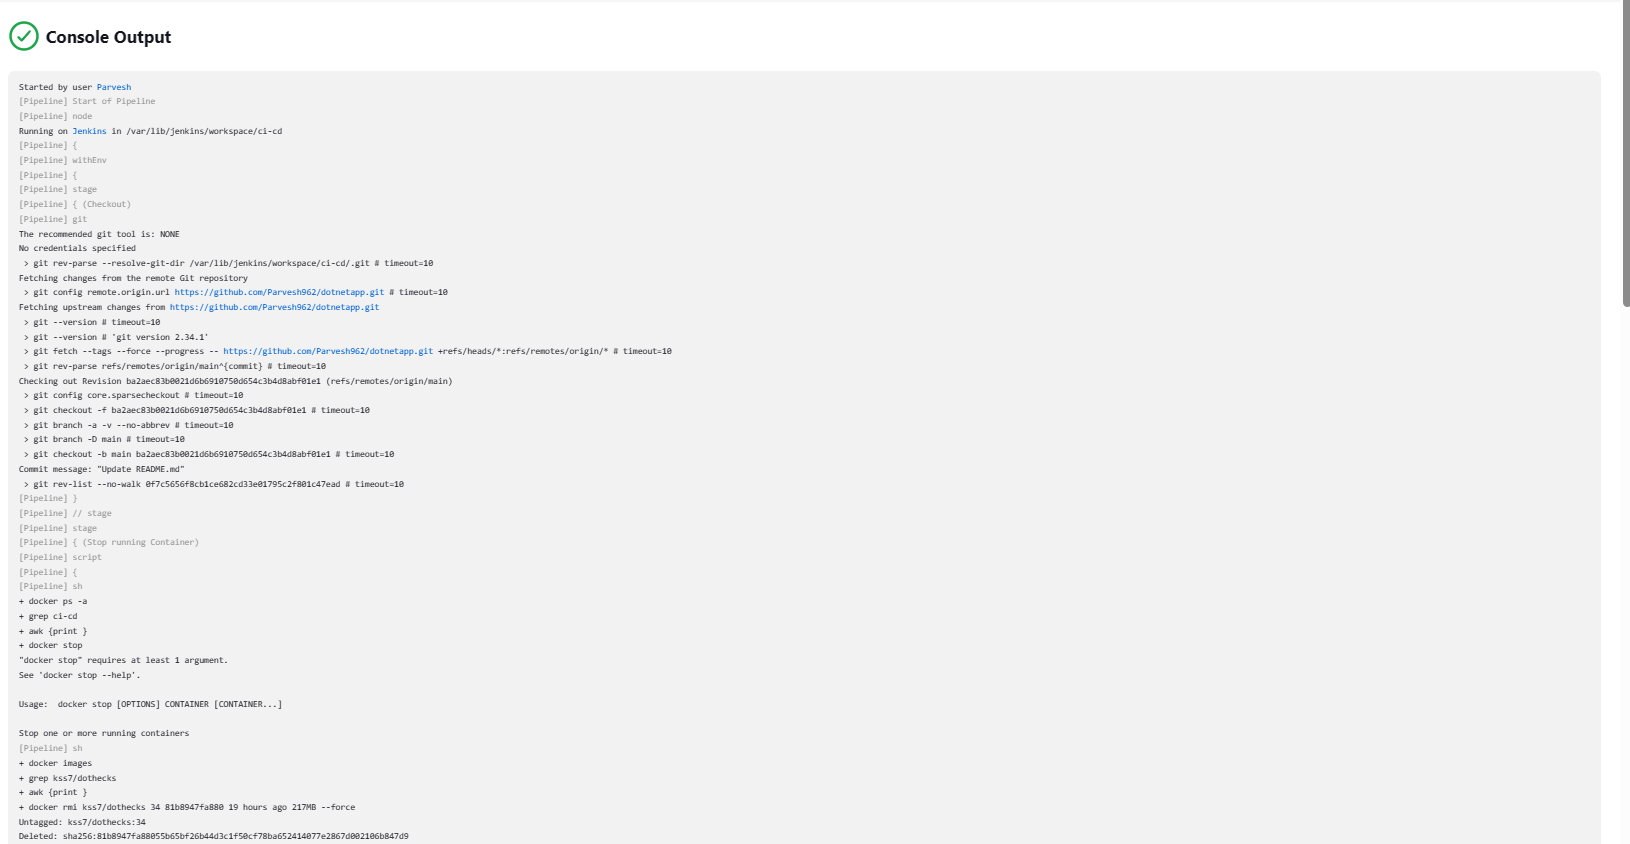 Console Output
Started by user Parvesh
[Pipeline] Start of Pipeline
[Pipeline] node
Running on Jenkins in /var/lib/jenkins/workspace/ci-cd
[Pipeline] {
[Pipeline] withEnv
[Pipeline] {
[Pipeline] stage
[Pipeline] { (Checkout)
[Pipeline] git
The recommended git tool is: NONE
No credentials specified
> git rev-parse --resolve-git-dir /var/lib/jenkins/workspace/ci-cd/.git # timeout=10
Fetching changes from the remote Git repository
> git config remote.origin.url https://github.com/Parvesh962/dotnetapp.git # timeout=10
Fetching upstream changes from https://github.com/Parvesh962/dotnetapp.git
> git --version # timeout=10
> git --version # 'git version 2.34.1'
> git fetch --tags --force --progress -- https://github.com/Parvesh962/dotnetapp.git +refs/heads/*:refs/remotes/origin/* # timeout=10
> git rev-parse refs/remotes/origin/main^{commit} # timeout=10
Checking out Revision ba2aec83b0021d6b6910750d654c3b4d8abf01e1 (refs/remotes/origin/main)
> git config core.sparsecheckout # timeout=10
> git checkout -f ba2aec83b0021d6b6910750d654c3b4d8abf01e1 # timeout=10
> git branch -a -v --no-abbrev # timeout=10
> git branch -D main # timeout=10
> git checkout -b main ba2aec83b0021d6b6910750d654c3b4d8abf01e1 # timeout=10
Commit message: "Update README.md"
> git rev-list --no-walk 0f7c5656f8cb1ce682cd33e01795c2f801c47ead # timeout=10
[Pipeline] }
[Pipeline] // stage
[Pipeline] stage
[Pipeline] { (Stop running Container)
[Pipeline] script
[Pipeline] {
[Pipeline] sh
+ docker ps -a
+ grep ci-cd
+ awk {print }
+ docker stop
"docker stop" requires at least 1 argument.
See 'docker stop --help'.
Usage:  docker stop [OPTIONS] CONTAINER [CONTAINER...]
Stop one or more running containers
[Pipeline] sh
+ docker images
+ grep kss7/dothecks
+ awk {print }
+ docker rmi kss7/dothecks 34 81b8947fa880 19 hours ago 217MB --force
Untagged: kss7/dothecks:34
Deleted: sha256:81b8947fa88055b65bf26b44d3c1f50cf78ba652414077e2867d002106b847d9